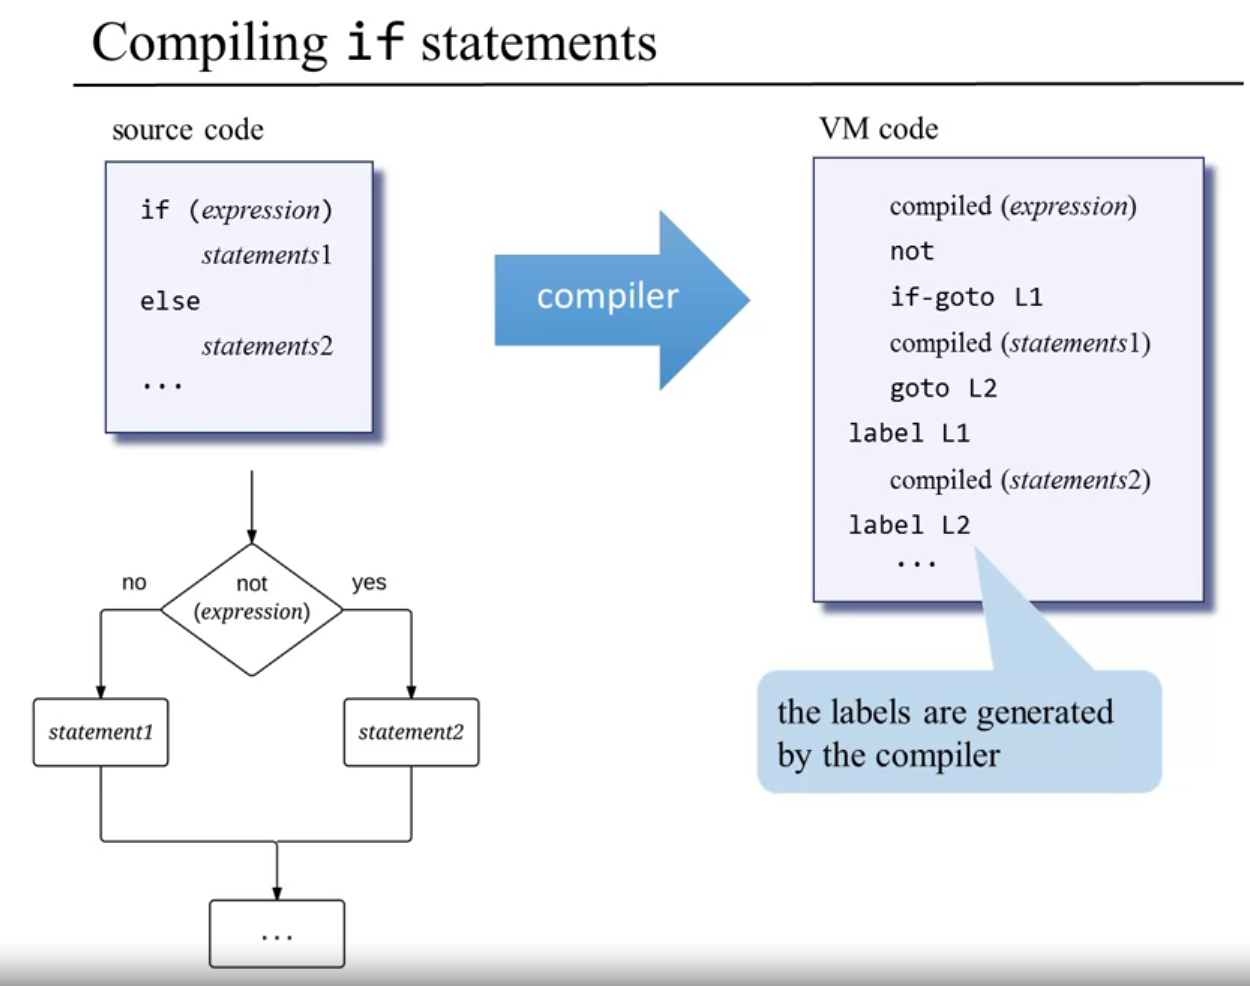 Compiling if statements
source code
if (expression)
statements1
else
statements2
...
compiler
VM code
compiled (expression)
not
if-goto L1
compiled (statements1)
goto L2
label L1
compiled (statements2)
label L2
...
the labels are generated
by the compiler
no
not
(expression)
yes
statement1
statement2
...